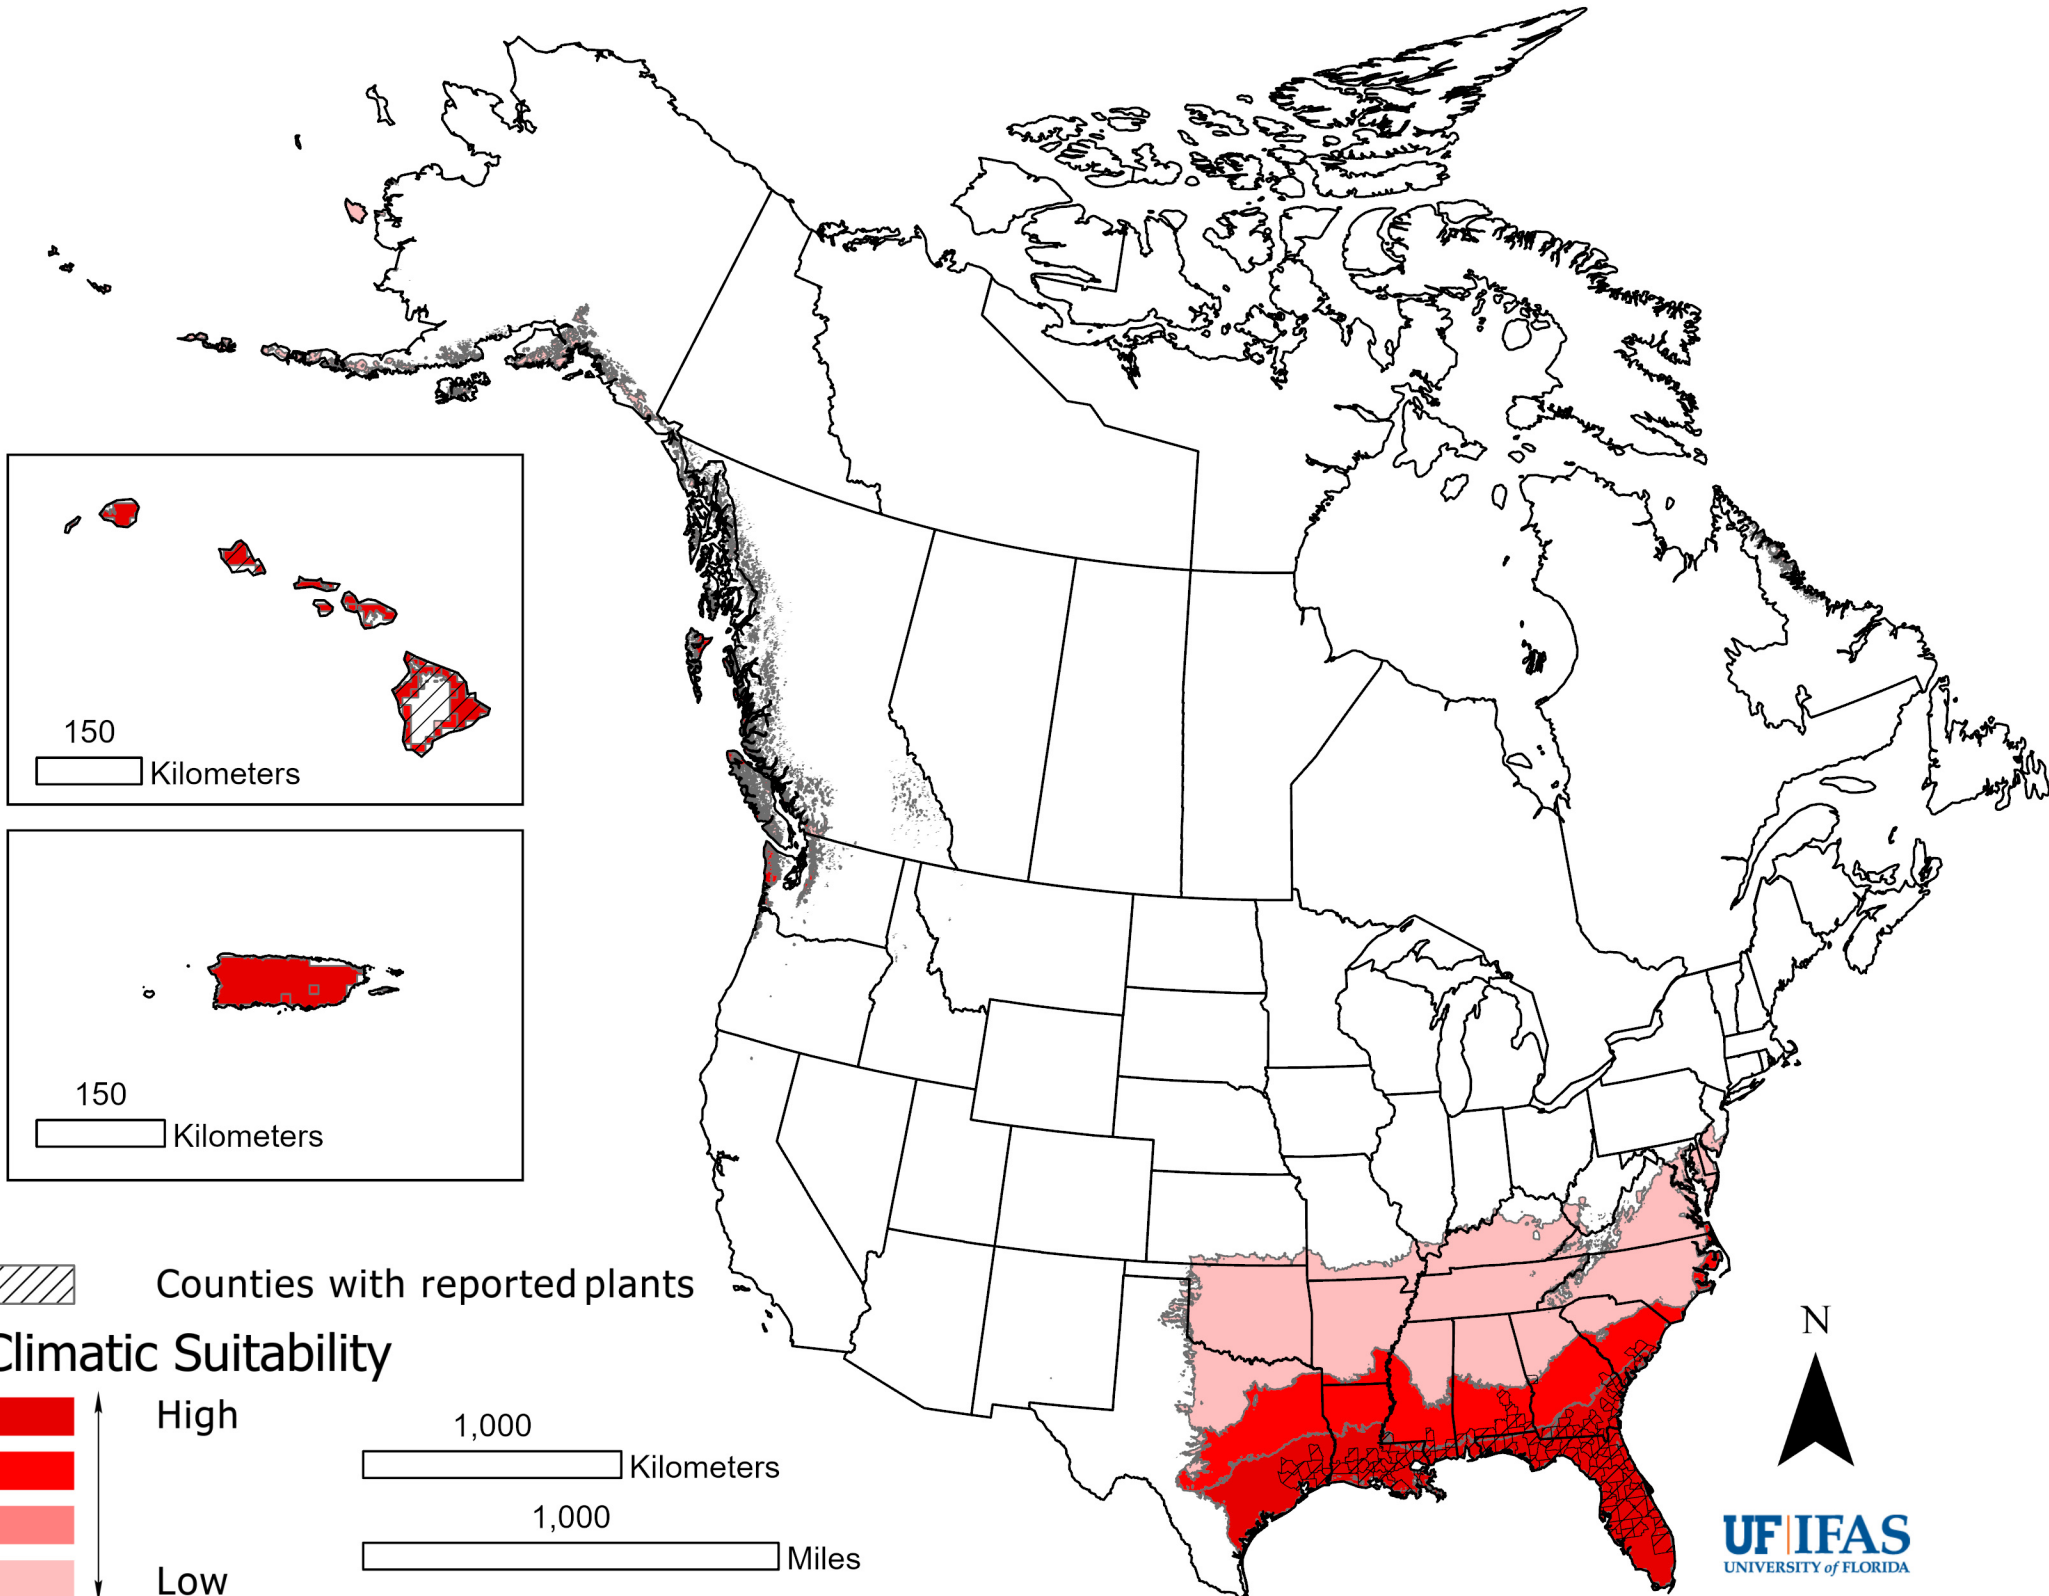 150
Kilometers
150
Kilometers
Counties with reported plants
Climatic Suitability
High
Low
1,000
Kilometers
1,000
Miles
N
UF|IFAS
UNIVERSITY of FLORIDA